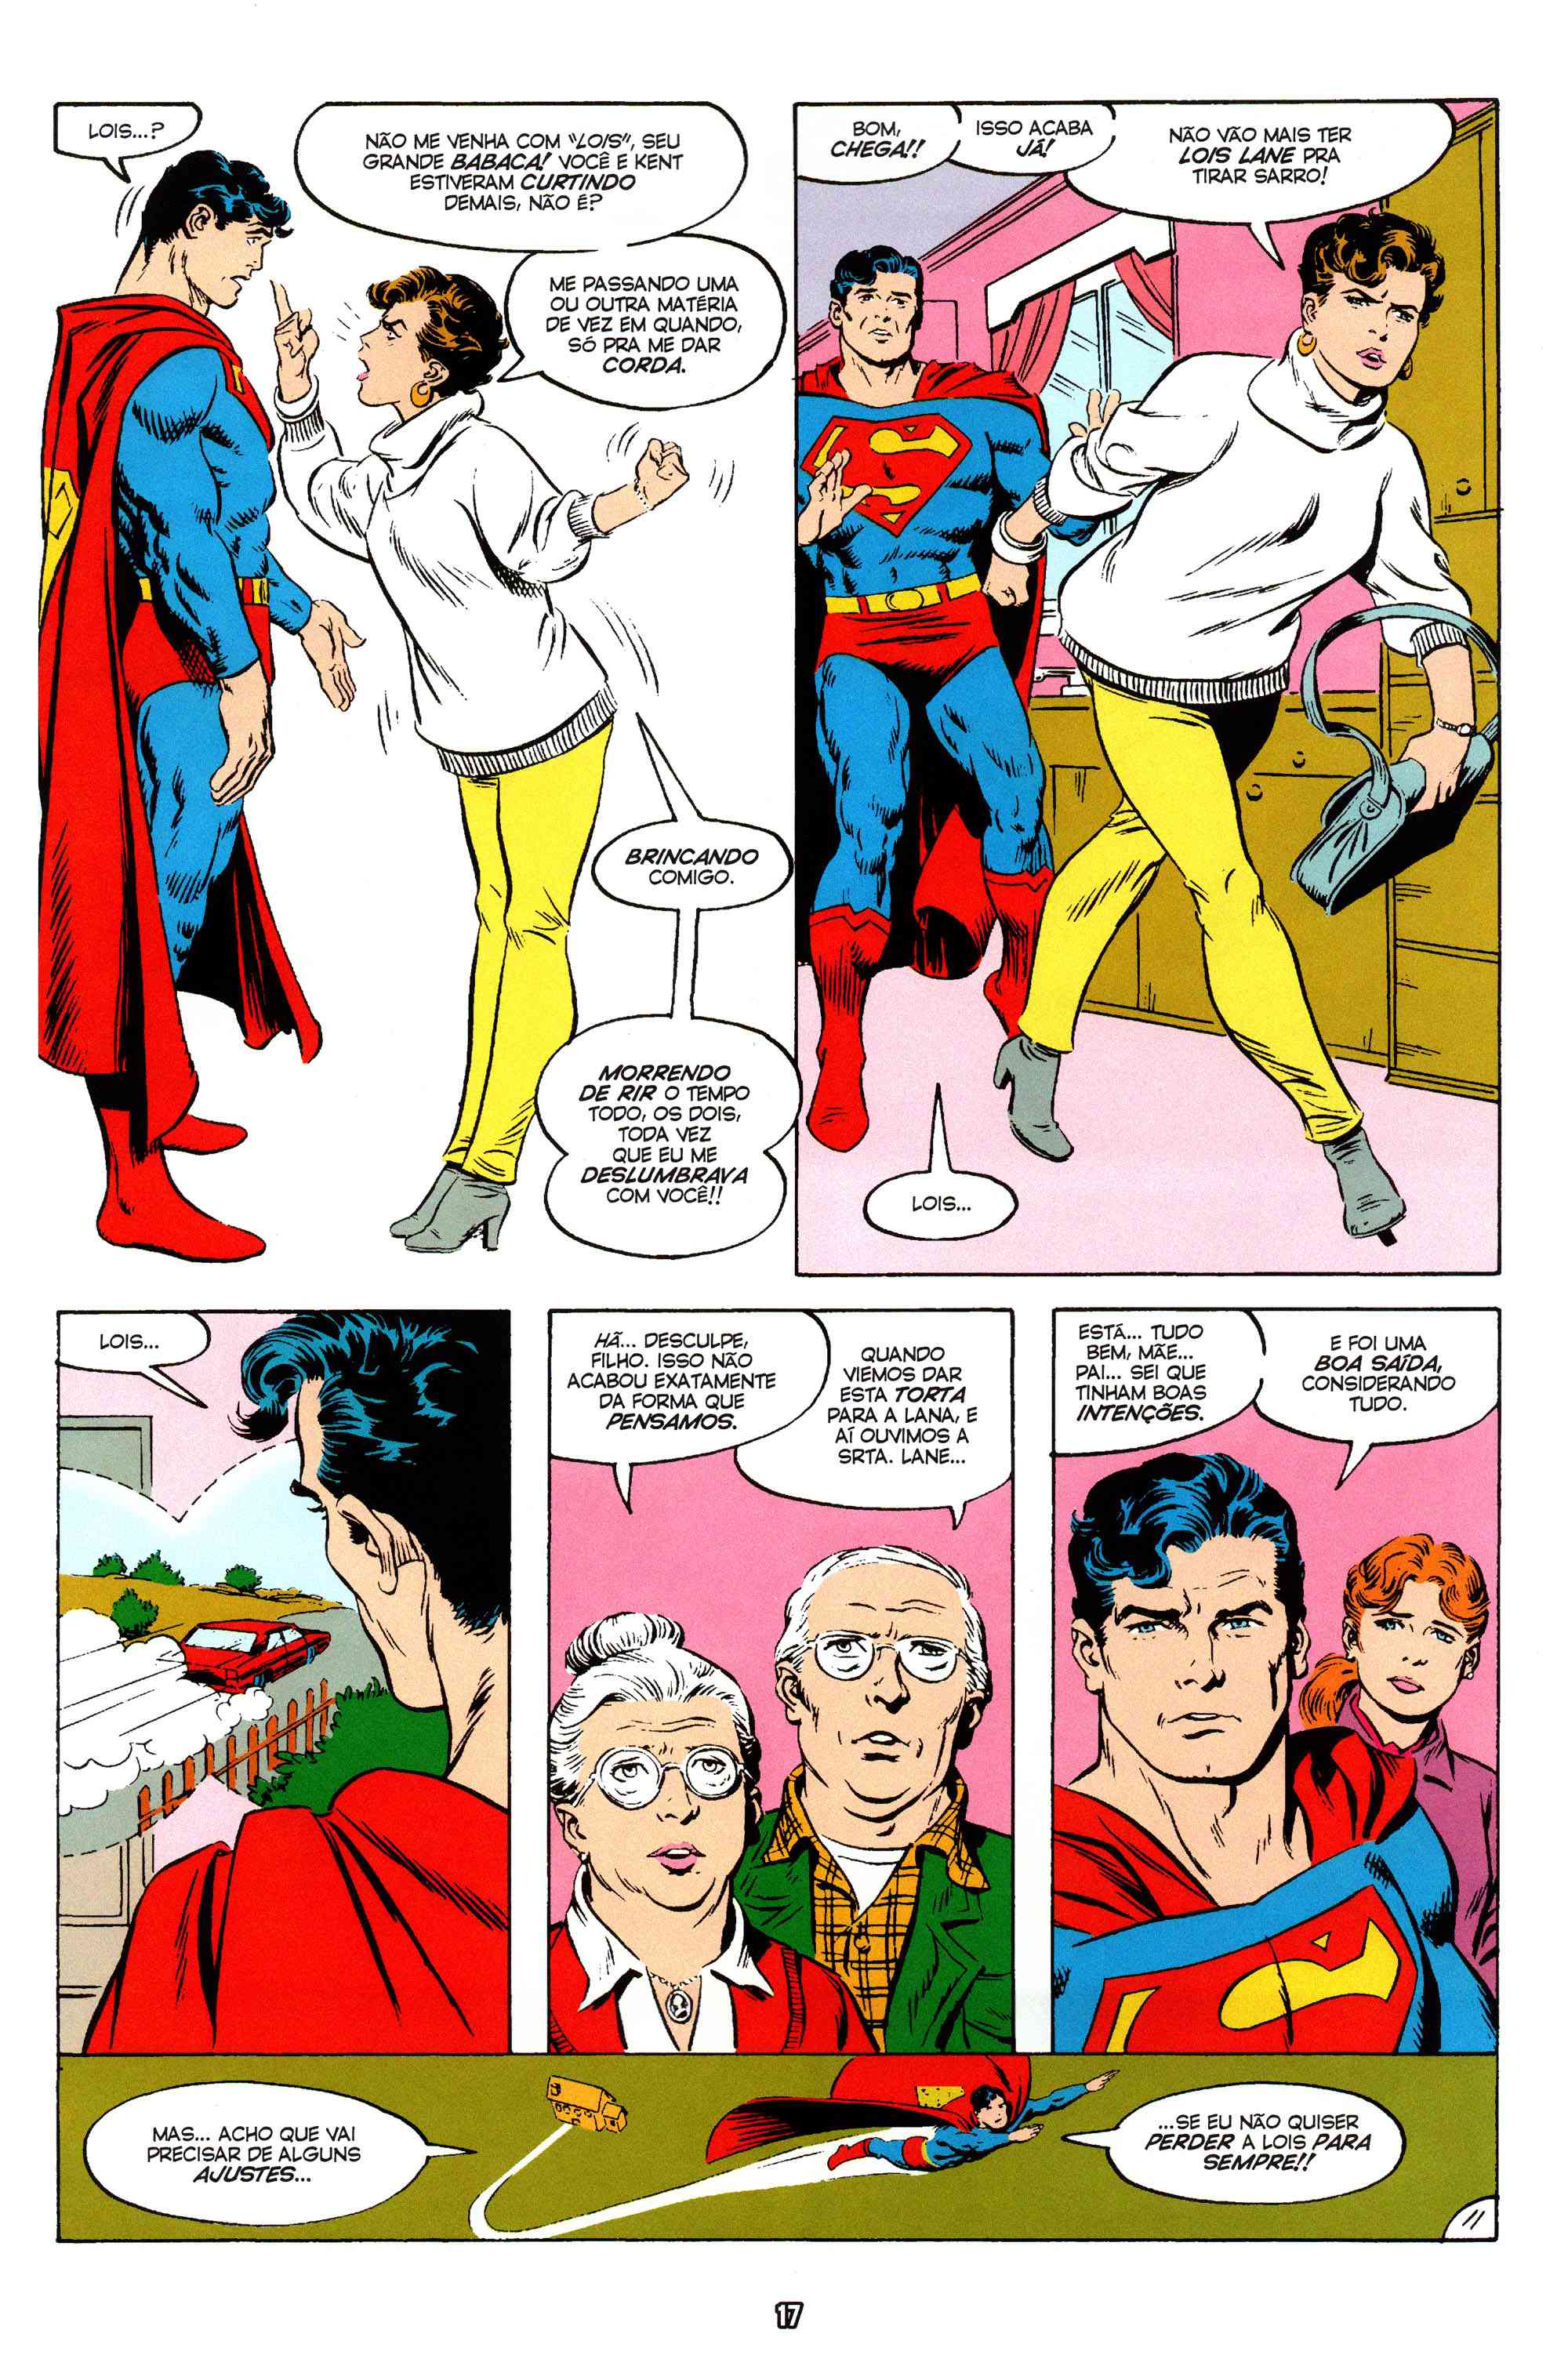 LOIS...?
NÃO ME VENHA COM "LOIS", SEU
GRANDE BABACA! VOCÊ E KENT
ESTIVERAM CURTINDO
DEMAIS, NÃO É?
ME PASSANDO UMA
OU OUTRA MATÉRIA
DE VEZ EM QUANDO,
SÓ PRA ME DAR
CORDA.
BRINCANDO
COMIGO.
MORRENDO
DE RIR O TEMPO
TODO, OS DOIS,
TODA VEZ
QUE EU ME
DESLUMBRAVA
COM VOCÊ!!
BOM,
CHEGA!!
ISSO ACABA
JÁ!
NÃO VÃO MAIS TER
LOIS LANE PRA
TIRAR SARRO!
LOIS...
LOIS...
HÃ... DESCULPE,
FILHO. ISSO NÃO
ACABOU EXATAMENTE
DA FORMA QUE
PENSAMOS.
QUANDO
VIEMOS DAR
ESTA TORTA
PARA A LANA, E
AÍ OUVIMOS A
SRTA. LANE...
ESTÁ... TUDO
BEM, MÃE...
PAI... SEI QUE
TINHAM BOAS
INTENÇÕES.
E FOI UMA
BOA SAÍDA,
CONSIDERANDO
TUDO.
MAS... ACHO QUE VAI
PRECISAR DE ALGUNS
AJUSTES...
...SE EU NÃO QUISER
PERDER A LOIS PARA
SEMPRE!!
11
17